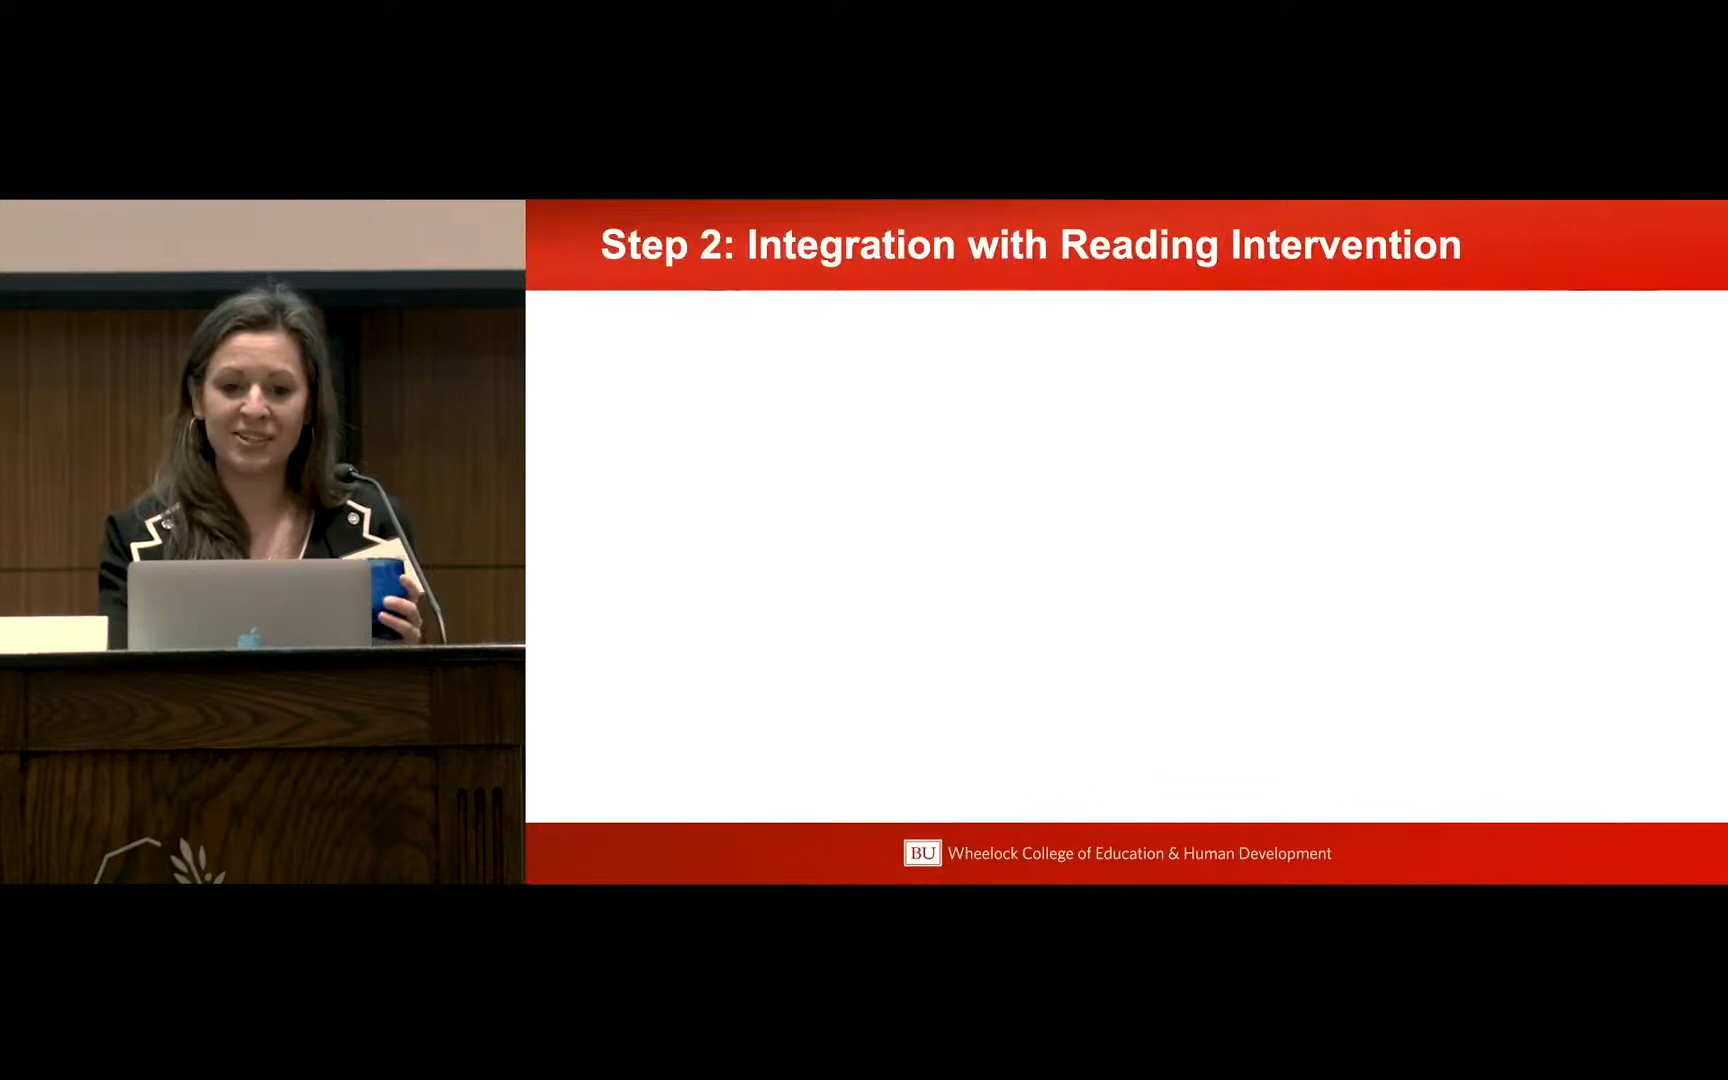 Step 2: Integration with Reading Intervention
BU Wheelock College of Education & Human Development